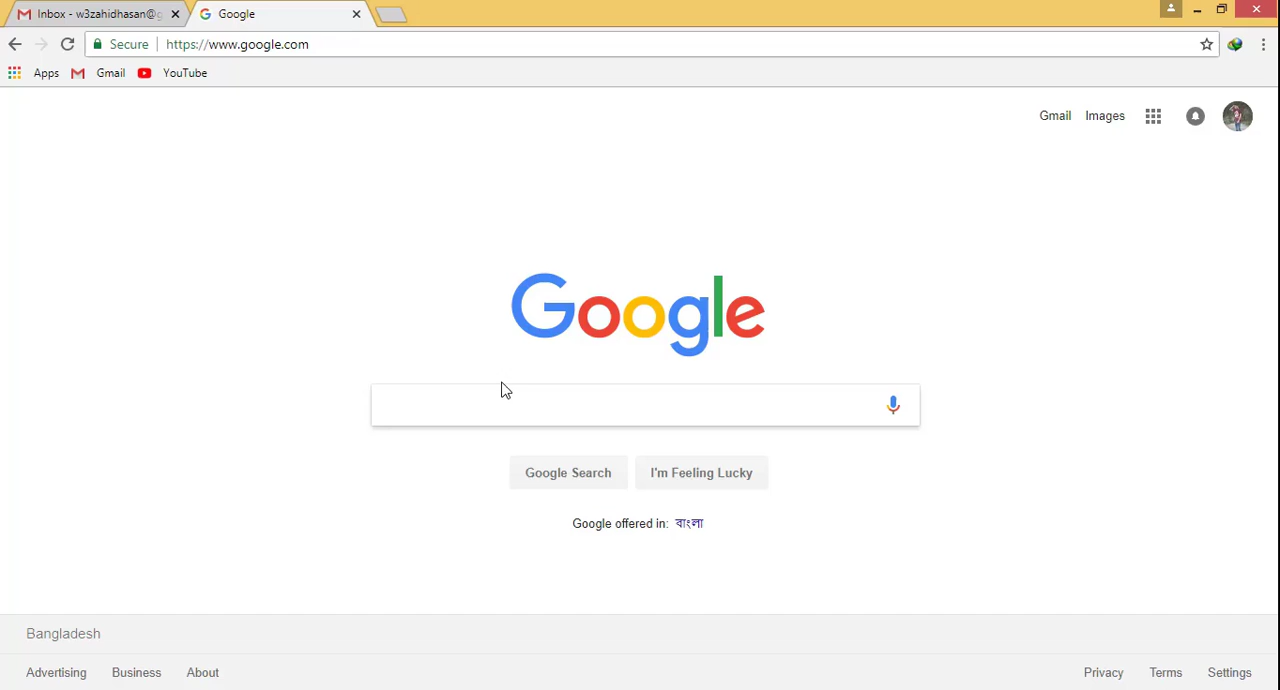 Inbox - w3zahidhasan@g
Google
Secure https://www.google.com
Apps Gmail YouTube
Gmail Images
Google
Google Search I'm Feeling Lucky
Google offered in: বাংলা
Bangladesh
Advertising Business About Privacy Terms Settings